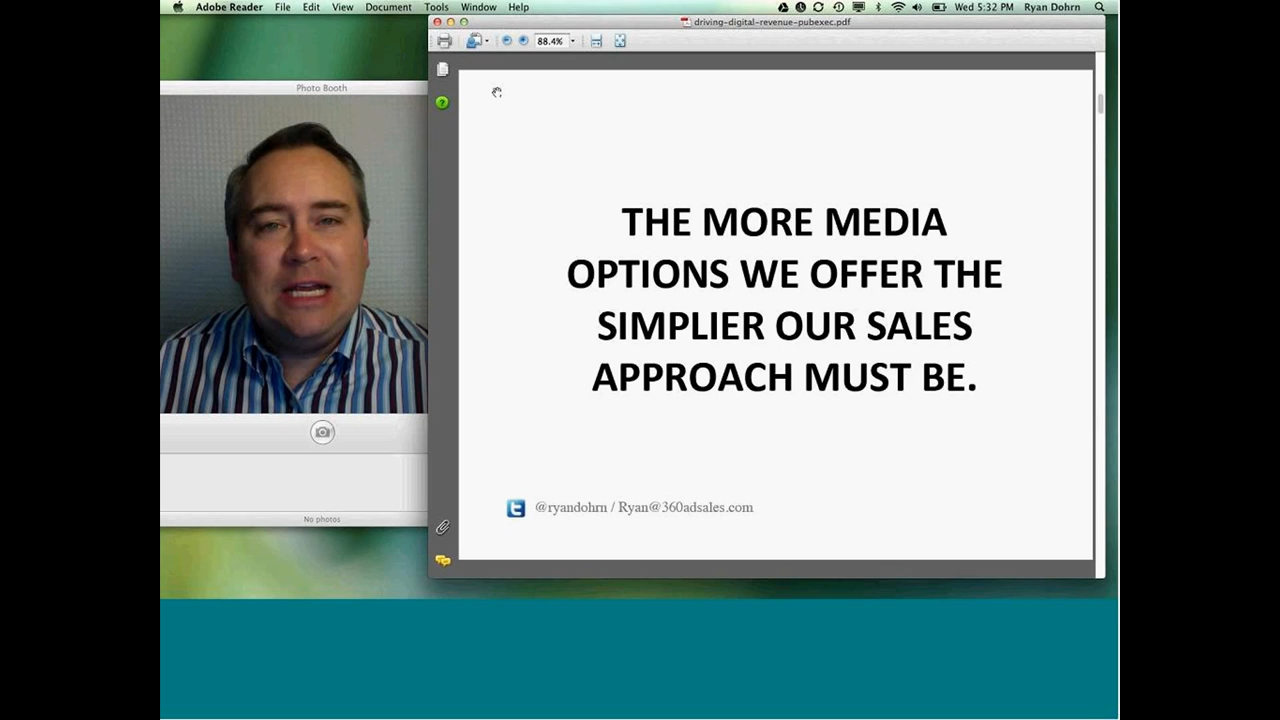 Adobe Reader File Edit View Document Tools Window Help Wed 5:32 PM Ryan Dohrn
driving-digital-revenue-pubexec.pdf
88.4%
Photo Booth
THE MORE MEDIA
OPTIONS WE OFFER THE
SIMPLIER OUR SALES
APPROACH MUST BE.
@ryandohrn / Ryan@360adsales.com
No photos